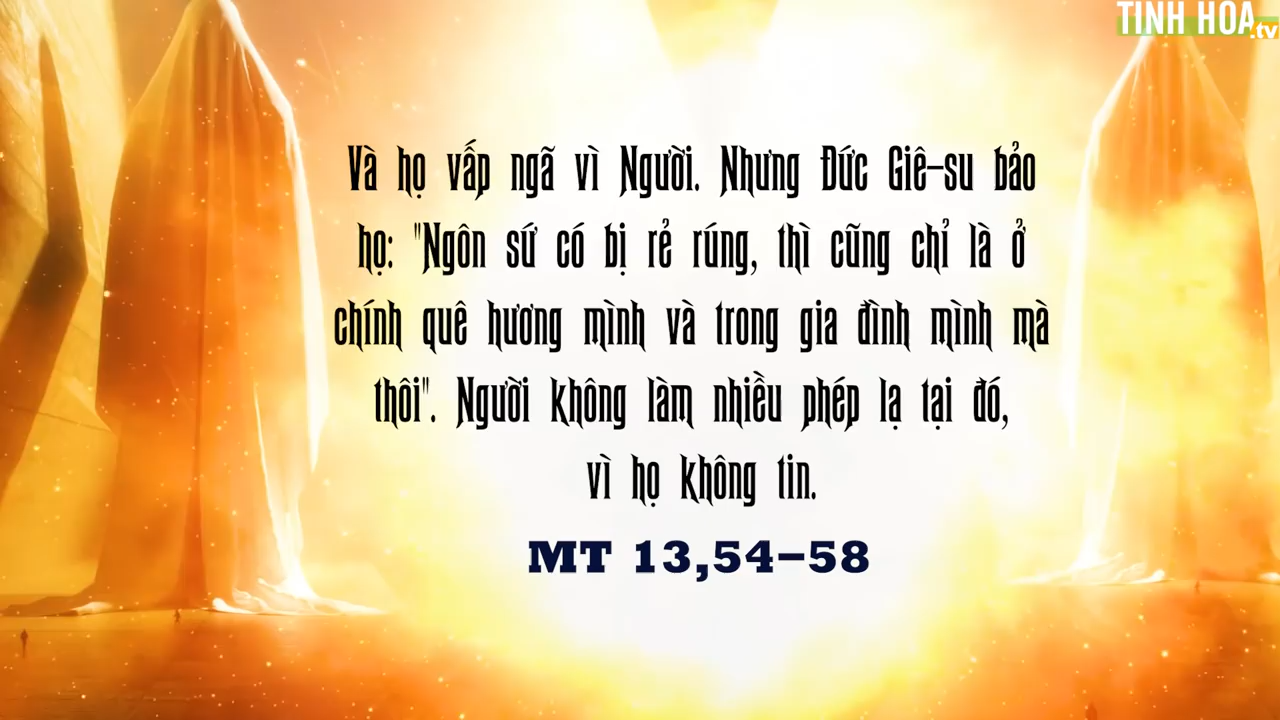 TINH HOA
.tv
Và họ vấp ngã vì Người. Nhưng Đức Giê-su bảo
họ: "Ngôn sứ có bị rẻ rúng, thì cũng chỉ là ở
chính quê hương mình và trong gia đình mình mà
thôi". Người không làm nhiều phép lạ tại đó,
vì họ không tin.
MT 13,54-58